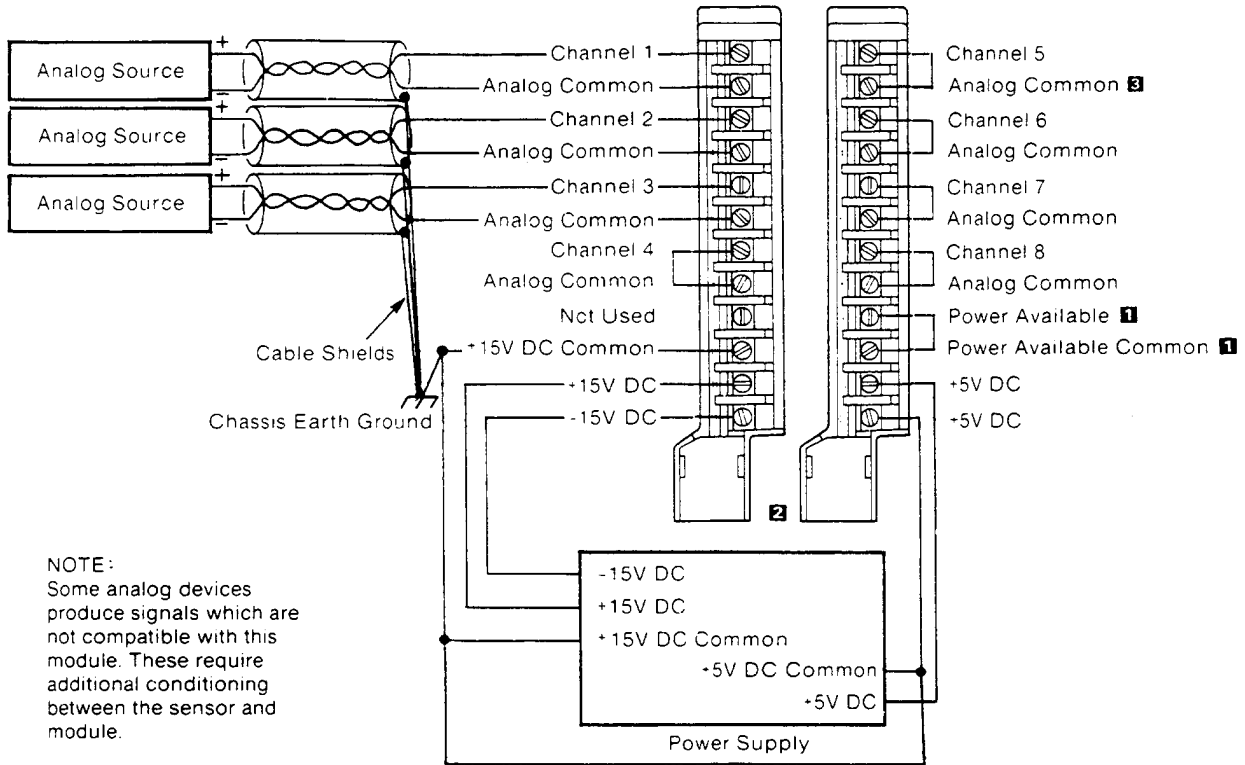 Analog Source
+
−
Analog Source
+
−
Analog Source
+
−
Channel 1
Analog Common
Channel 2
Analog Common
Channel 3
Analog Common
Channel 4
Analog Common
Not Used
+15V DC Common
+15V DC
-15V DC
Channel 5
Analog Common 3
Channel 6
Analog Common
Channel 7
Analog Common
Channel 8
Analog Common
Power Available 1
Power Available Common 1
+5V DC
+5V DC
Cable Shields
Chassis Earth Ground
2
NOTE:
Some analog devices
produce signals which are
not compatible with this
module. These require
additional conditioning
between the sensor and
module.
-15V DC
+15V DC
+15V DC Common
+5V DC Common
+5V DC
Power Supply